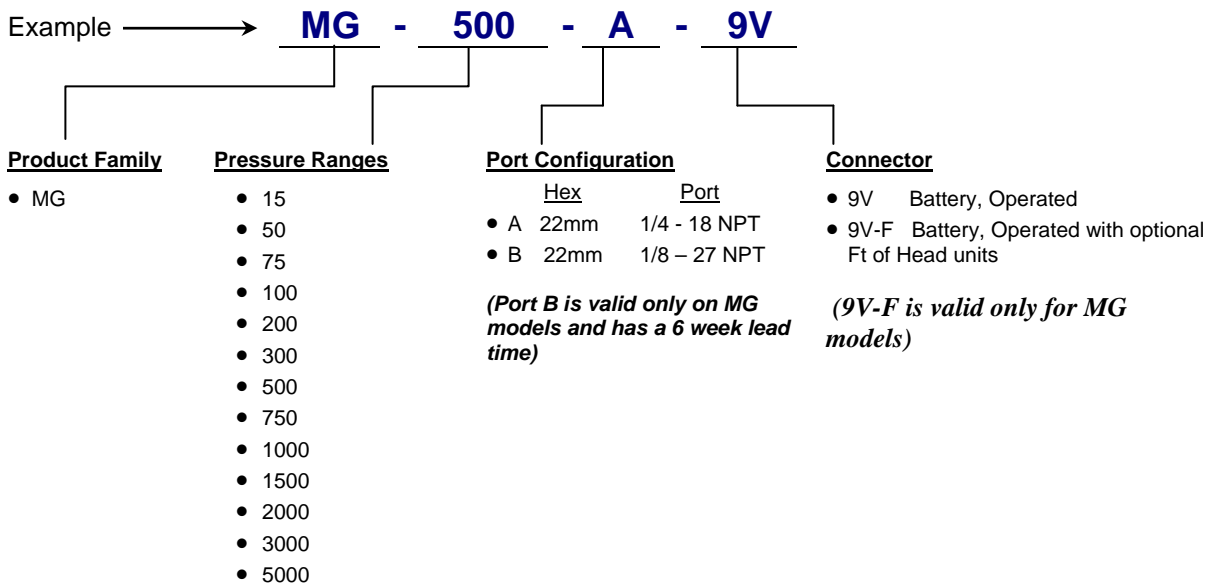 Example MG - 500 - A - 9V
Product Family
• MG
Pressure Ranges
• 15
• 50
• 75
• 100
• 200
• 300
• 500
• 750
• 1000
• 1500
• 2000
• 3000
• 5000
Port Configuration
Hex Port
• A 22mm 1/4 - 18 NPT
• B 22mm 1/8 – 27 NPT
(Port B is valid only on MG
models and has a 6 week lead
time)
Connector
• 9V Battery, Operated
• 9V-F Battery, Operated with optional
Ft of Head units
(9V-F is valid only for MG
models)